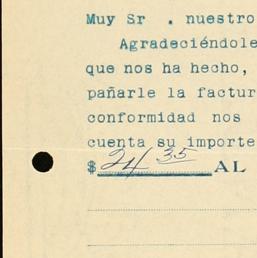 Muy Sr . nuestro
Agradeciéndole
que nos ha hecho,
pañarle la factur
conformidad nos
cuenta su importe
$ 24 35 AL